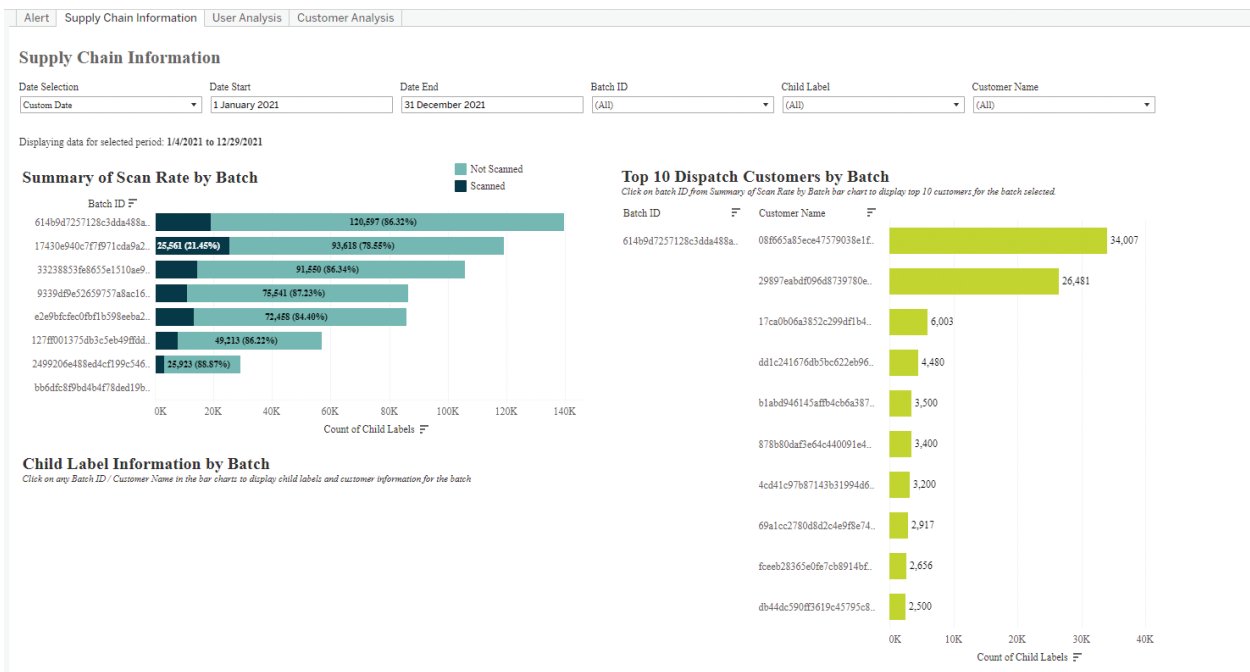 Alert Supply Chain Information User Analysis Customer Analysis
Supply Chain Information
Date Selection Date Start Date End Batch ID Child Label Customer Name
Custom Date 1 January 2021 31 December 2021 (All) (All) (All)
Displaying data for selected period: 1/4/2021 to 12/29/2021
Summary of Scan Rate by Batch
Not Scanned
Scanned
Batch ID
614b9d7257128c3dda488a.. 120,597 (86.32%)
17430e940c7f7f971cda9a2.. 25,561 (21.45%) 93,618 (78.55%)
33238853fe8655e1510ae9.. 91,550 (86.34%)
9339df9e52659757a8ac16.. 75,541 (87.23%)
e2e9bfcfec0fbf1b598eeba2.. 72,458 (84.40%)
127ff001375db3c5eb49ffdd.. 49,213 (86.22%)
2499206e488ed4cf199c546.. 25,923 (88.87%)
bb6dfc8f9bd4b4f78ded19b..
0K 20K 40K 60K 80K 100K 120K 140K
Count of Child Labels
Child Label Information by Batch
Click on any Batch ID / Customer Name in the bar charts to display child labels and customer information for the batch
Top 10 Dispatch Customers by Batch
Click on batch ID from Summary of Scan Rate by Batch bar chart to display top 10 customers for the batch selected.
Batch ID Customer Name
614b9d7257128c3dda488a.. 08f665a85ece47579038e1f.. 34,007
29897eabdf096d8739780e.. 26,481
17ca0b06a3852c299df1b4.. 6,003
dd1c241676db5bc622eb96.. 4,480
b1abd946145affb4cb6a387.. 3,500
878b80daf3e64c440091e4.. 3,400
4cd41c97b87143b31994d6.. 3,200
69a1cc2780d8d2c4e9f8e74.. 2,917
fceeb28365e0fe7cb8914bf.. 2,656
db44dc590ff3619c45795c8.. 2,500
0K 10K 20K 30K 40K
Count of Child Labels